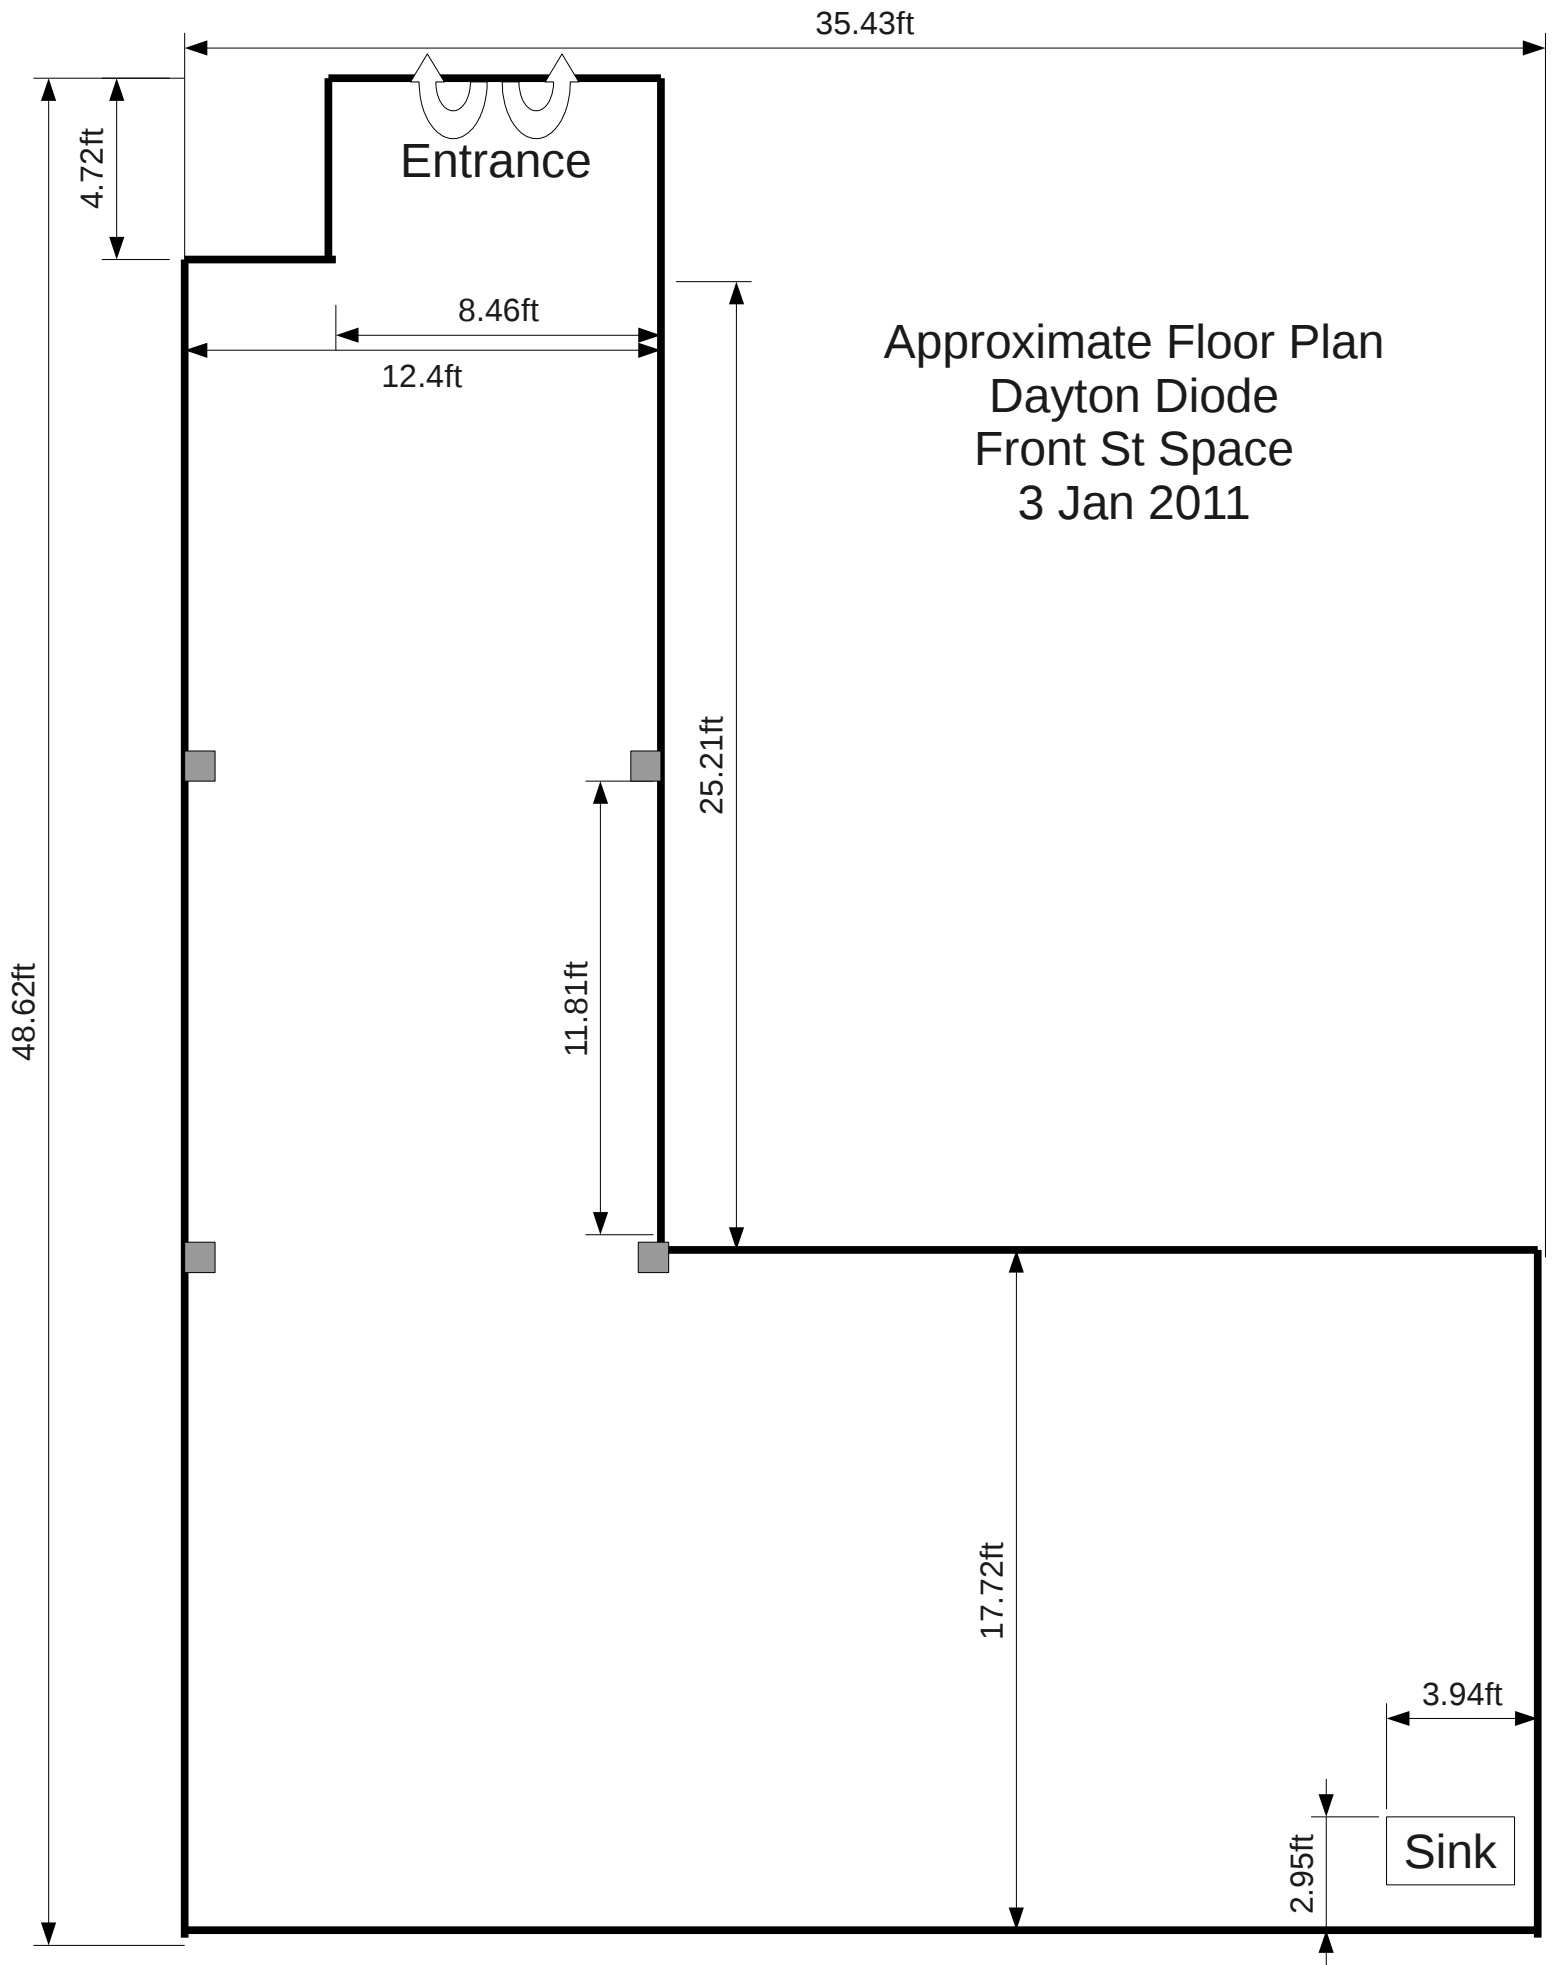 35.43ft
4.72ft
Entrance
8.46ft
12.4ft
Approximate Floor Plan
Dayton Diode
Front St Space
3 Jan 2011
25.21ft
48.62ft
11.81ft
17.72ft
3.94ft
2.95ft
Sink